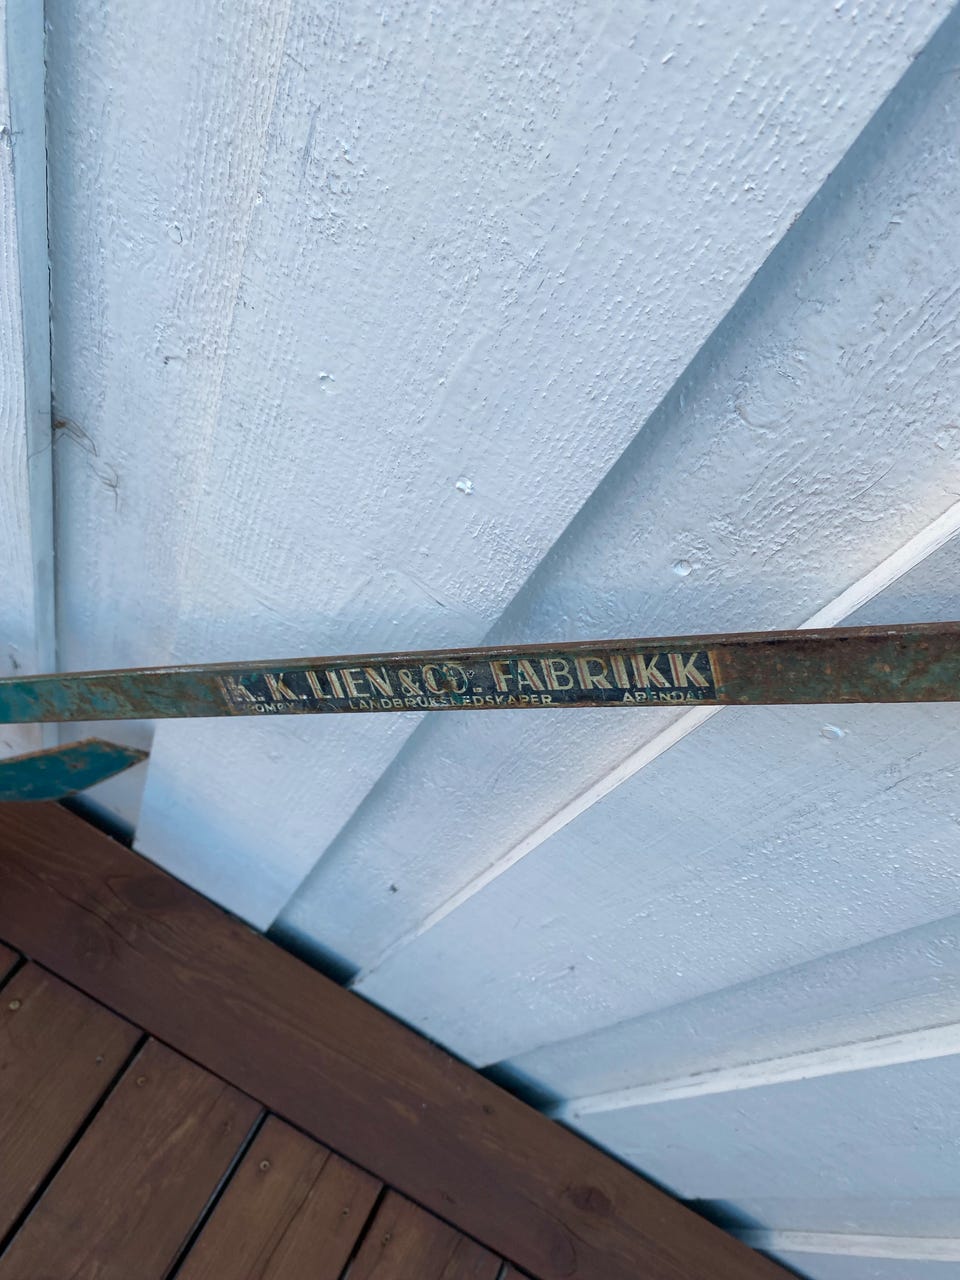 K. K. LIEN & CO. FABRIKK
LANDBRUKSREDSKAPER ARENDAL